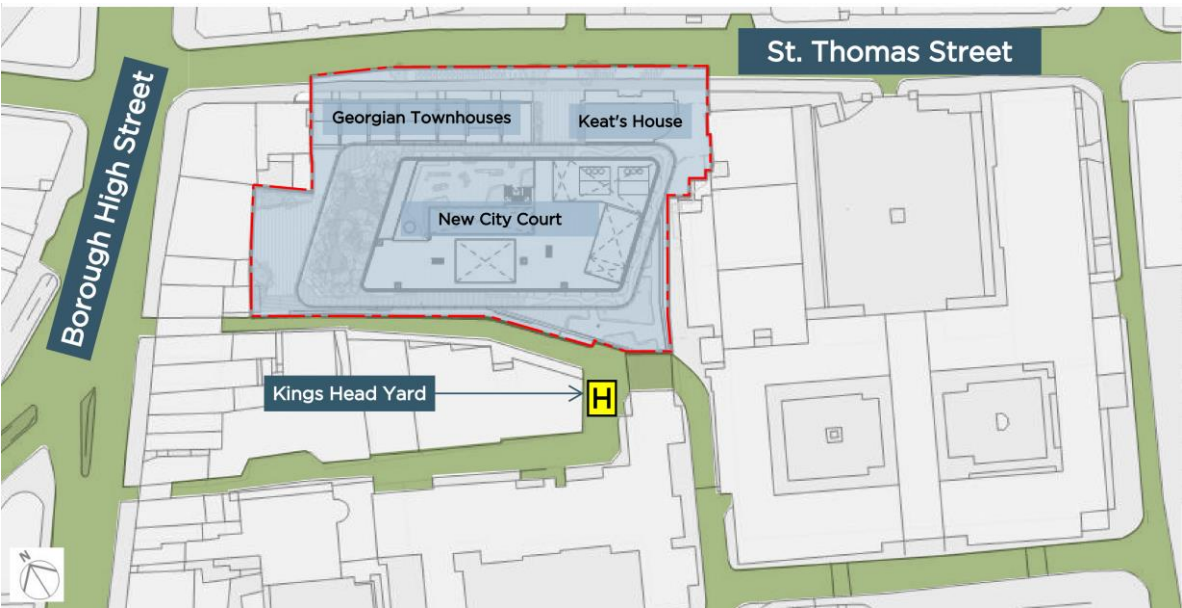 St. Thomas Street
Borough High Street
Georgian Townhouses
Keat's House
New City Court
Kings Head Yard
H
N